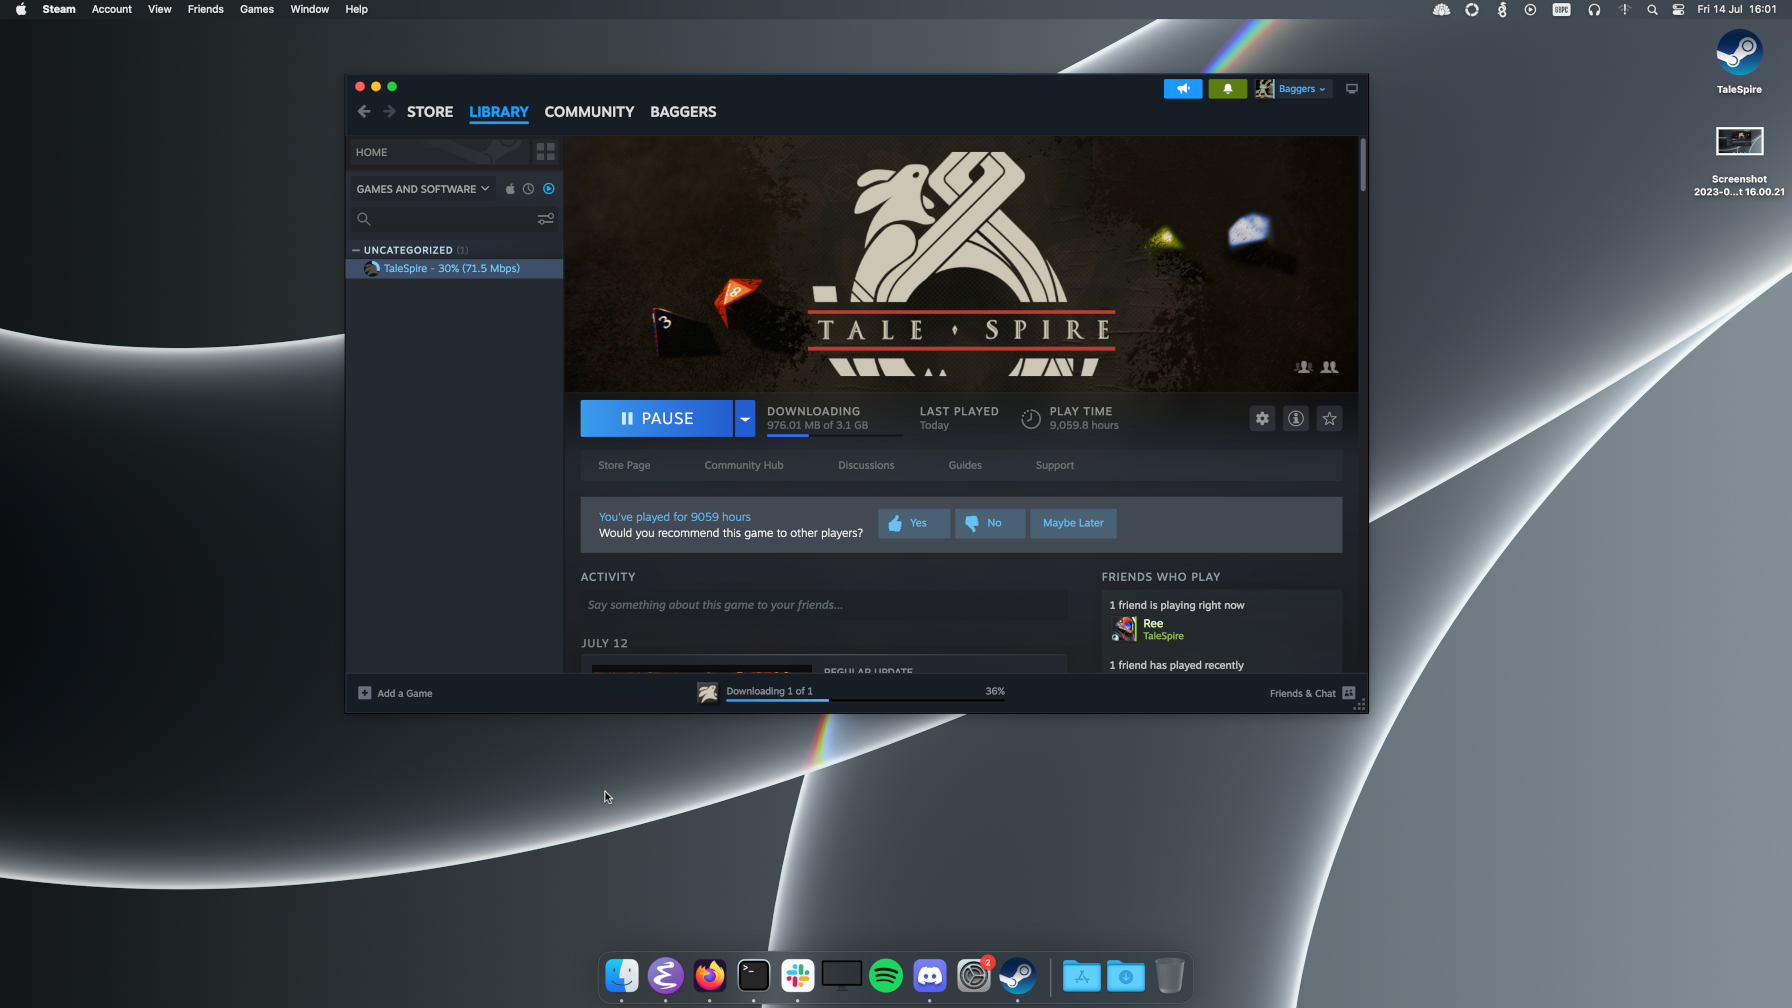 Steam Account View Friends Games Window Help
GBPC Fri 14 Jul 16:01
TaleSpire
Screenshot
2023-0...t 16.00.21
Baggers
STORE LIBRARY COMMUNITY BAGGERS
HOME
GAMES AND SOFTWARE
UNCATEGORIZED (1)
TaleSpire - 30% (71.5 Mbps)
8
3
TALE SPIRE
PAUSE
DOWNLOADING
976.01 MB of 3.1 GB
LAST PLAYED
Today
PLAY TIME
9,059.8 hours
Store Page Community Hub Discussions Guides Support
You've played for 9059 hours
Would you recommend this game to other players?
Yes No Maybe Later
ACTIVITY
Say something about this game to your friends...
JULY 12
REGULAR UPDATE
FRIENDS WHO PLAY
1 friend is playing right now
Ree
TaleSpire
1 friend has played recently
Add a Game
Downloading 1 of 1 36%
Friends & Chat
2